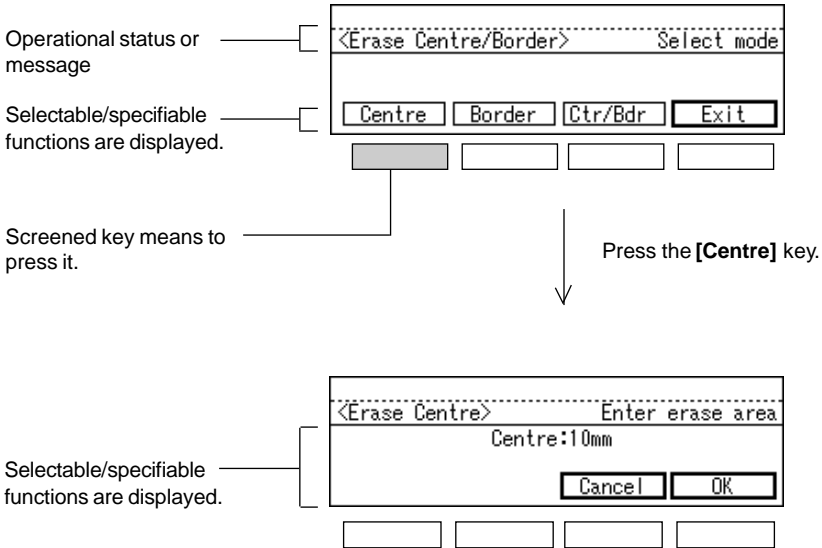 Operational status or
message
<Erase Centre/Border> Select mode
Selectable/specifiable
functions are displayed.
Centre Border Ctr/Bdr Exit
Screened key means to
press it.
Press the [Centre] key.
<Erase Centre> Enter erase area
Centre:10mm
Selectable/specifiable
functions are displayed.
Cancel OK